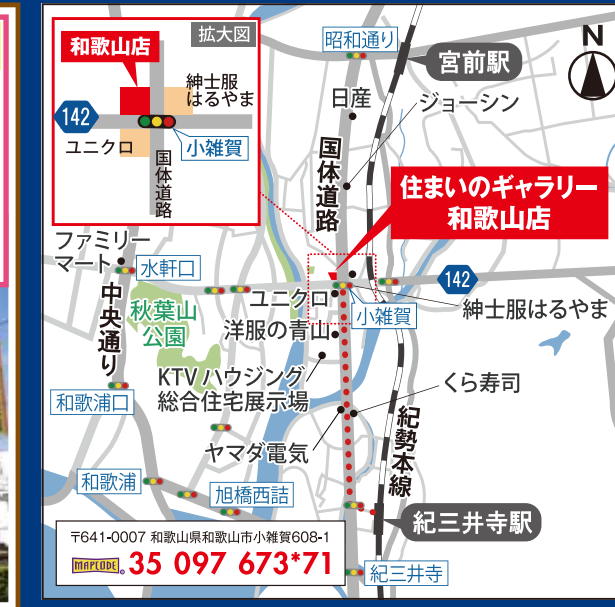 拡大図
和歌山店
紳士服
はるやま
142
ユニクロ
小雑賀
国体道路
昭和通り
宮前駅
N
日産
ジョーシン
国体道路
住まいのギャラリー
和歌山店
ファミリー
マート
水軒口
142
中央通り
秋葉山
公園
ユニクロ
小雑賀
紳士服はるやま
洋服の青山
KTVハウジング
総合住宅展示場
くら寿司
和歌浦口
紀勢本線
ヤマダ電気
和歌浦
旭橋西詰
紀三井寺駅
〒641-0007 和歌山県和歌山市小雑賀608-1
MAPCODE® 35 097 673*71
紀三井寺